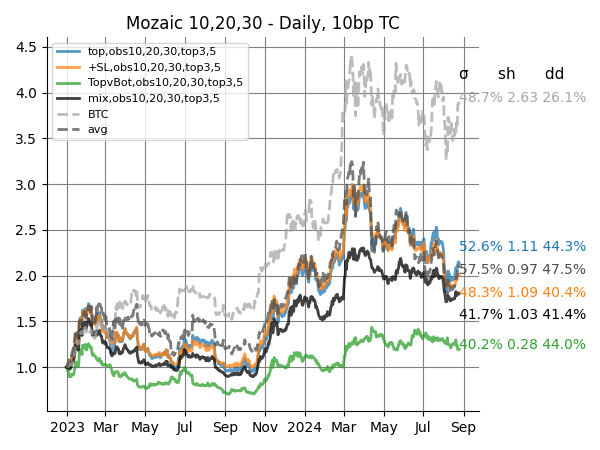 Mozaic 10,20,30 - Daily, 10bp TC
4.5
4.0
3.5
3.0
2.5
2.0
1.5
1.0
top,obs10,20,30,top3,5
+SL,obs10,20,30,top3,5
TopvBot,obs10,20,30,top3,5
mix,obs10,20,30,top3,5
BTC
avg
σ sh dd
48.7% 2.63 26.1%
52.6% 1.11 44.3%
57.5% 0.97 47.5%
48.3% 1.09 40.4%
41.7% 1.03 41.4%
40.2% 0.28 44.0%
2023 Mar May Jul Sep Nov 2024 Mar May Jul Sep